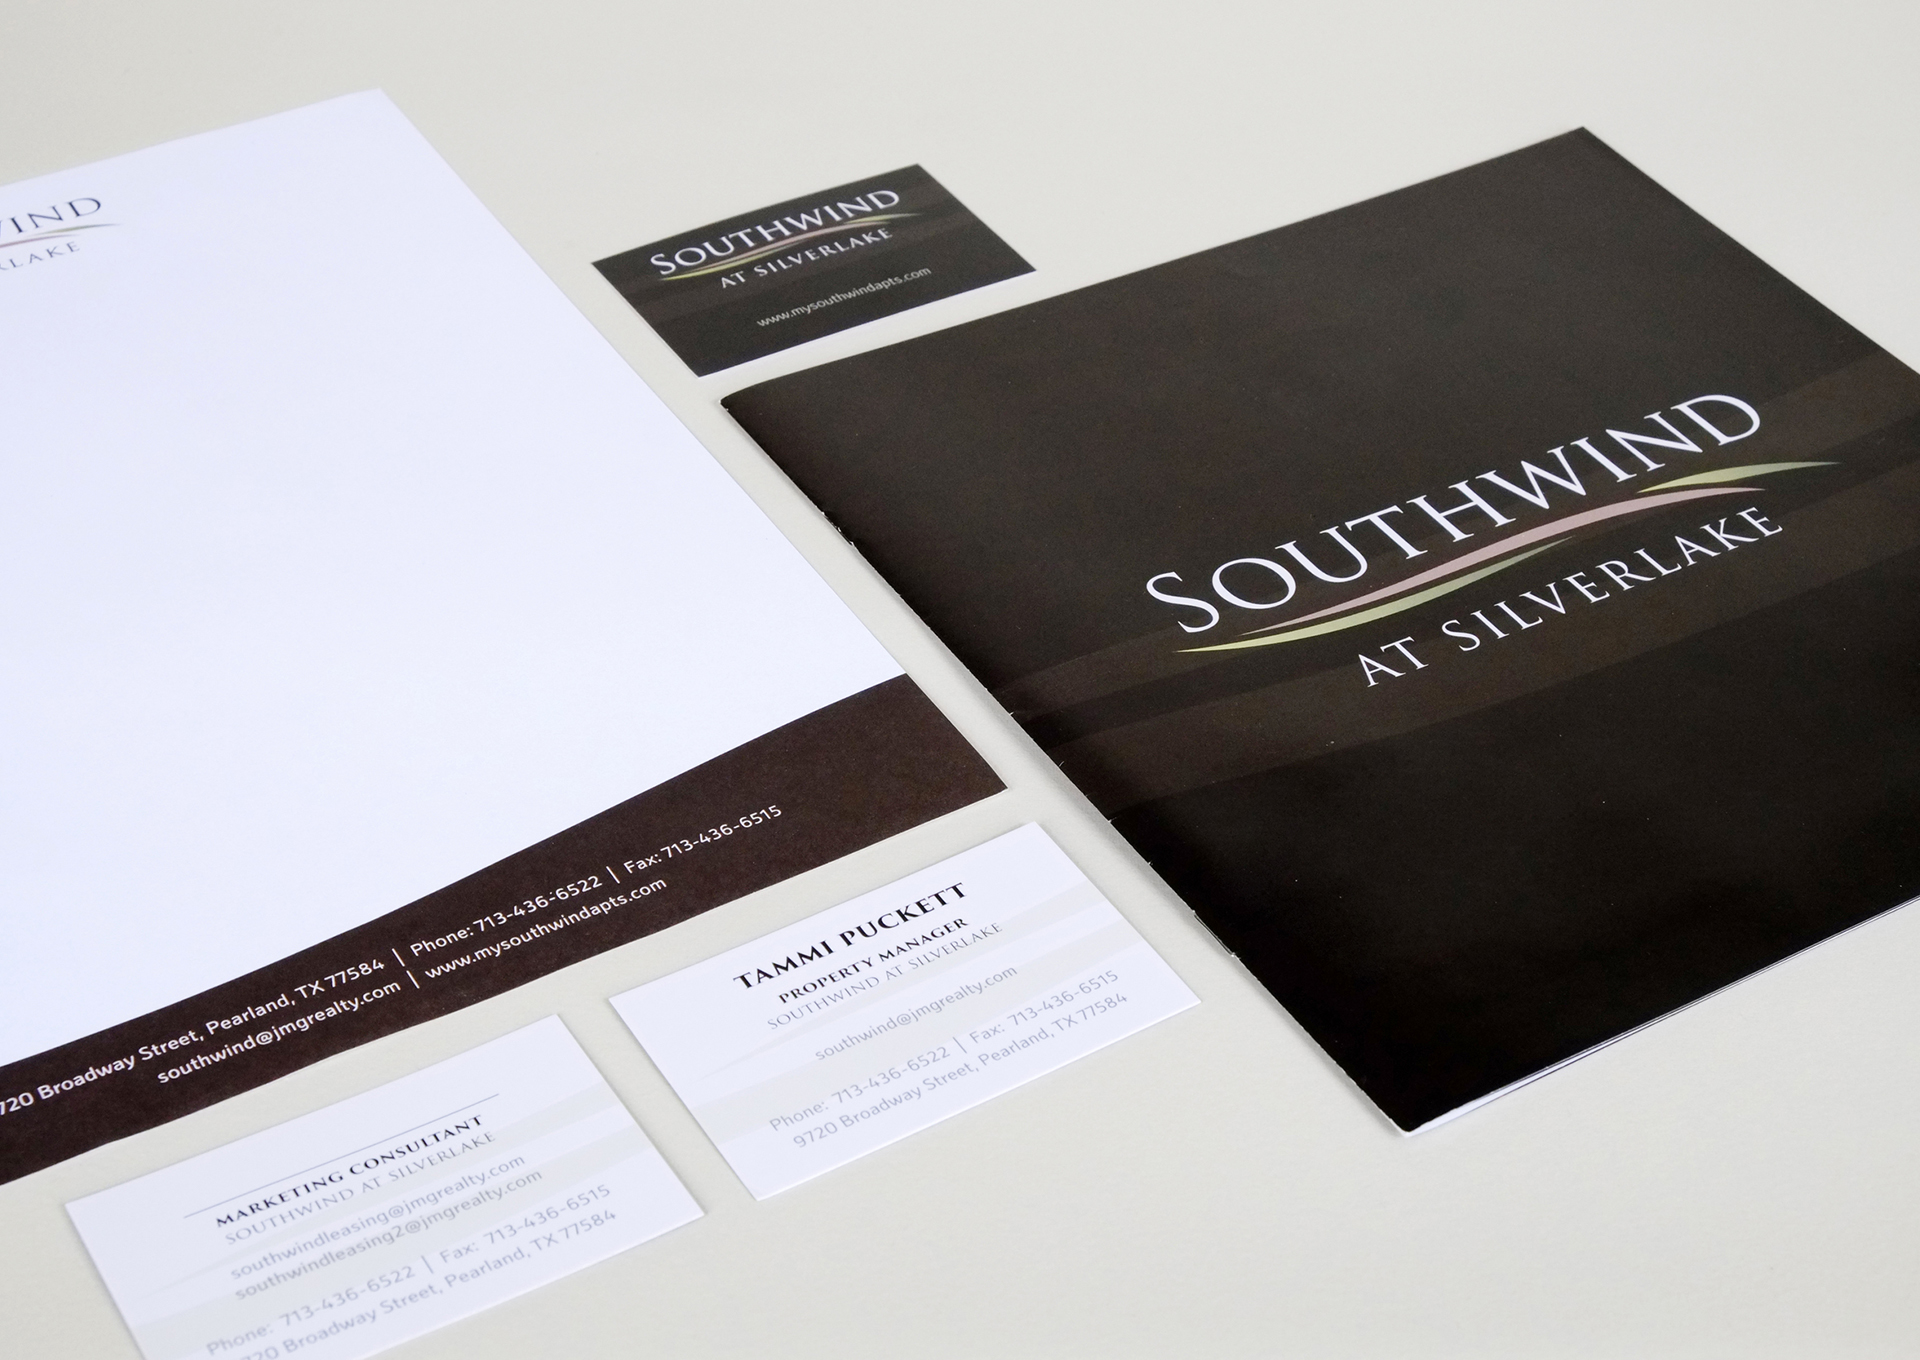 SOUTHWIND
AT SILVERLAKE
www.mysouthwindapts.com
SOUTHWIND
AT SILVERLAKE
720 Broadway Street, Pearland, TX 77584 | Phone: 713-436-6522 | Fax: 713-436-6515
southwind@jmgrealty.com | www.mysouthwindapts.com
TAMMI PUCKETT
PROPERTY MANAGER
SOUTHWIND AT SILVERLAKE
southwind@jmgrealty.com
Phone: 713-436-6522 | Fax: 713-436-6515
9720 Broadway Street, Pearland, TX 77584
MARKETING CONSULTANT
SOUTHWIND AT SILVERLAKE
southwindleasing@jmgrealty.com
southwindleasing2@jmgrealty.com
Phone: 713-436-6522 | Fax: 713-436-6515
720 Broadway Street, Pearland, TX 77584